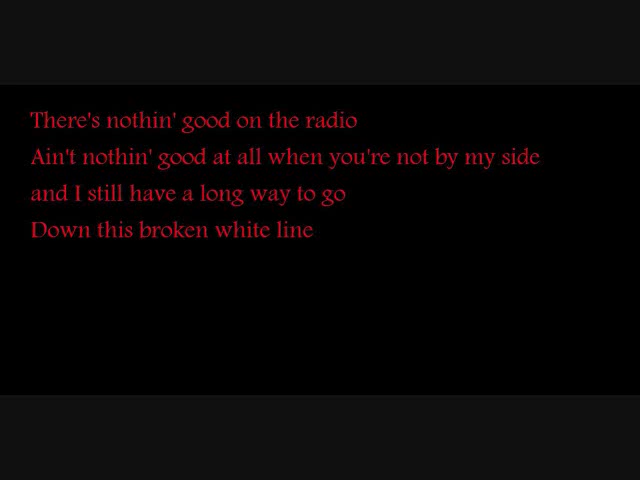 There's nothin' good on the radio
Ain't nothin' good at all when you're not by my side
and I still have a long way to go
Down this broken white line